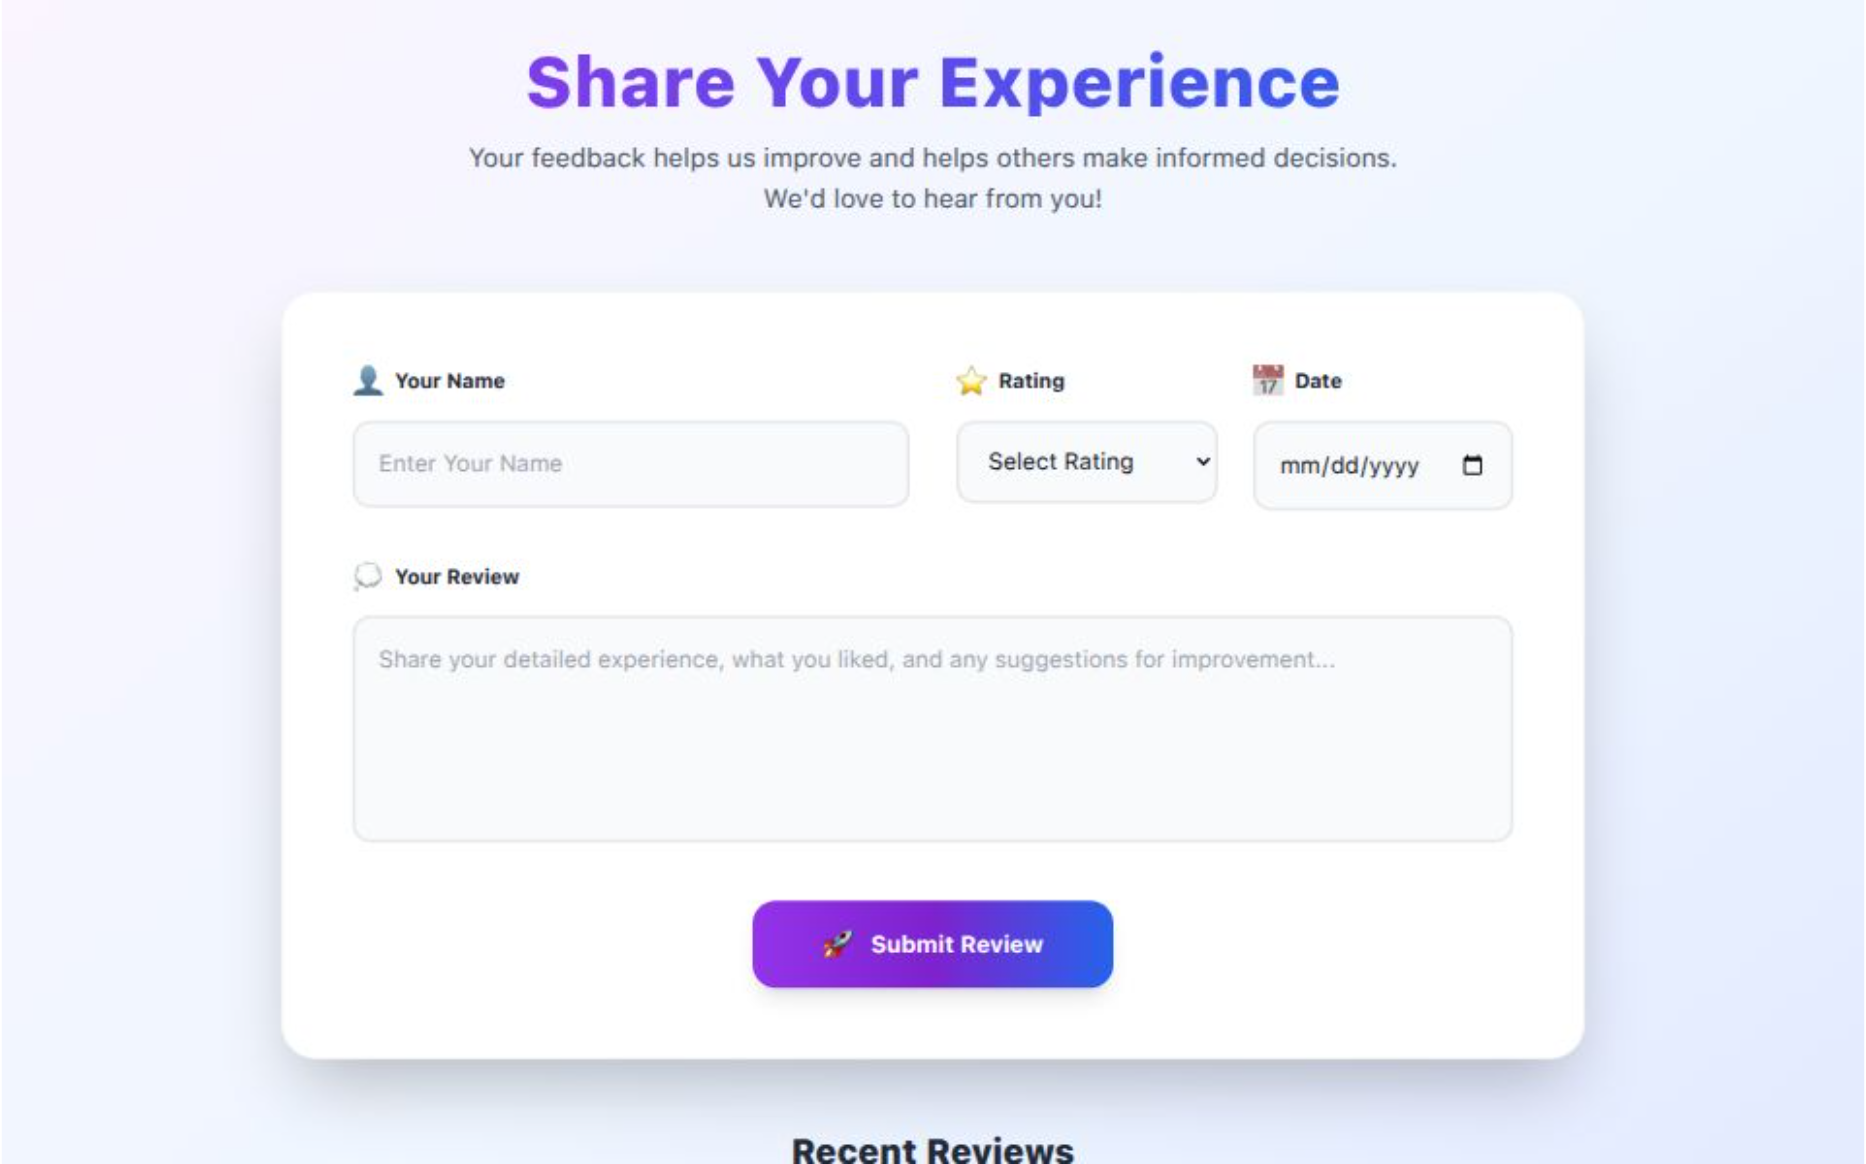 Share Your Experience
Your feedback helps us improve and helps others make informed decisions.
We'd love to hear from you!
Your Name
Rating
17
Date
Enter Your Name
Select Rating
mm/dd/yyyy
Your Review
Share your detailed experience, what you liked, and any suggestions for improvement...
Submit Review
Recent Reviews